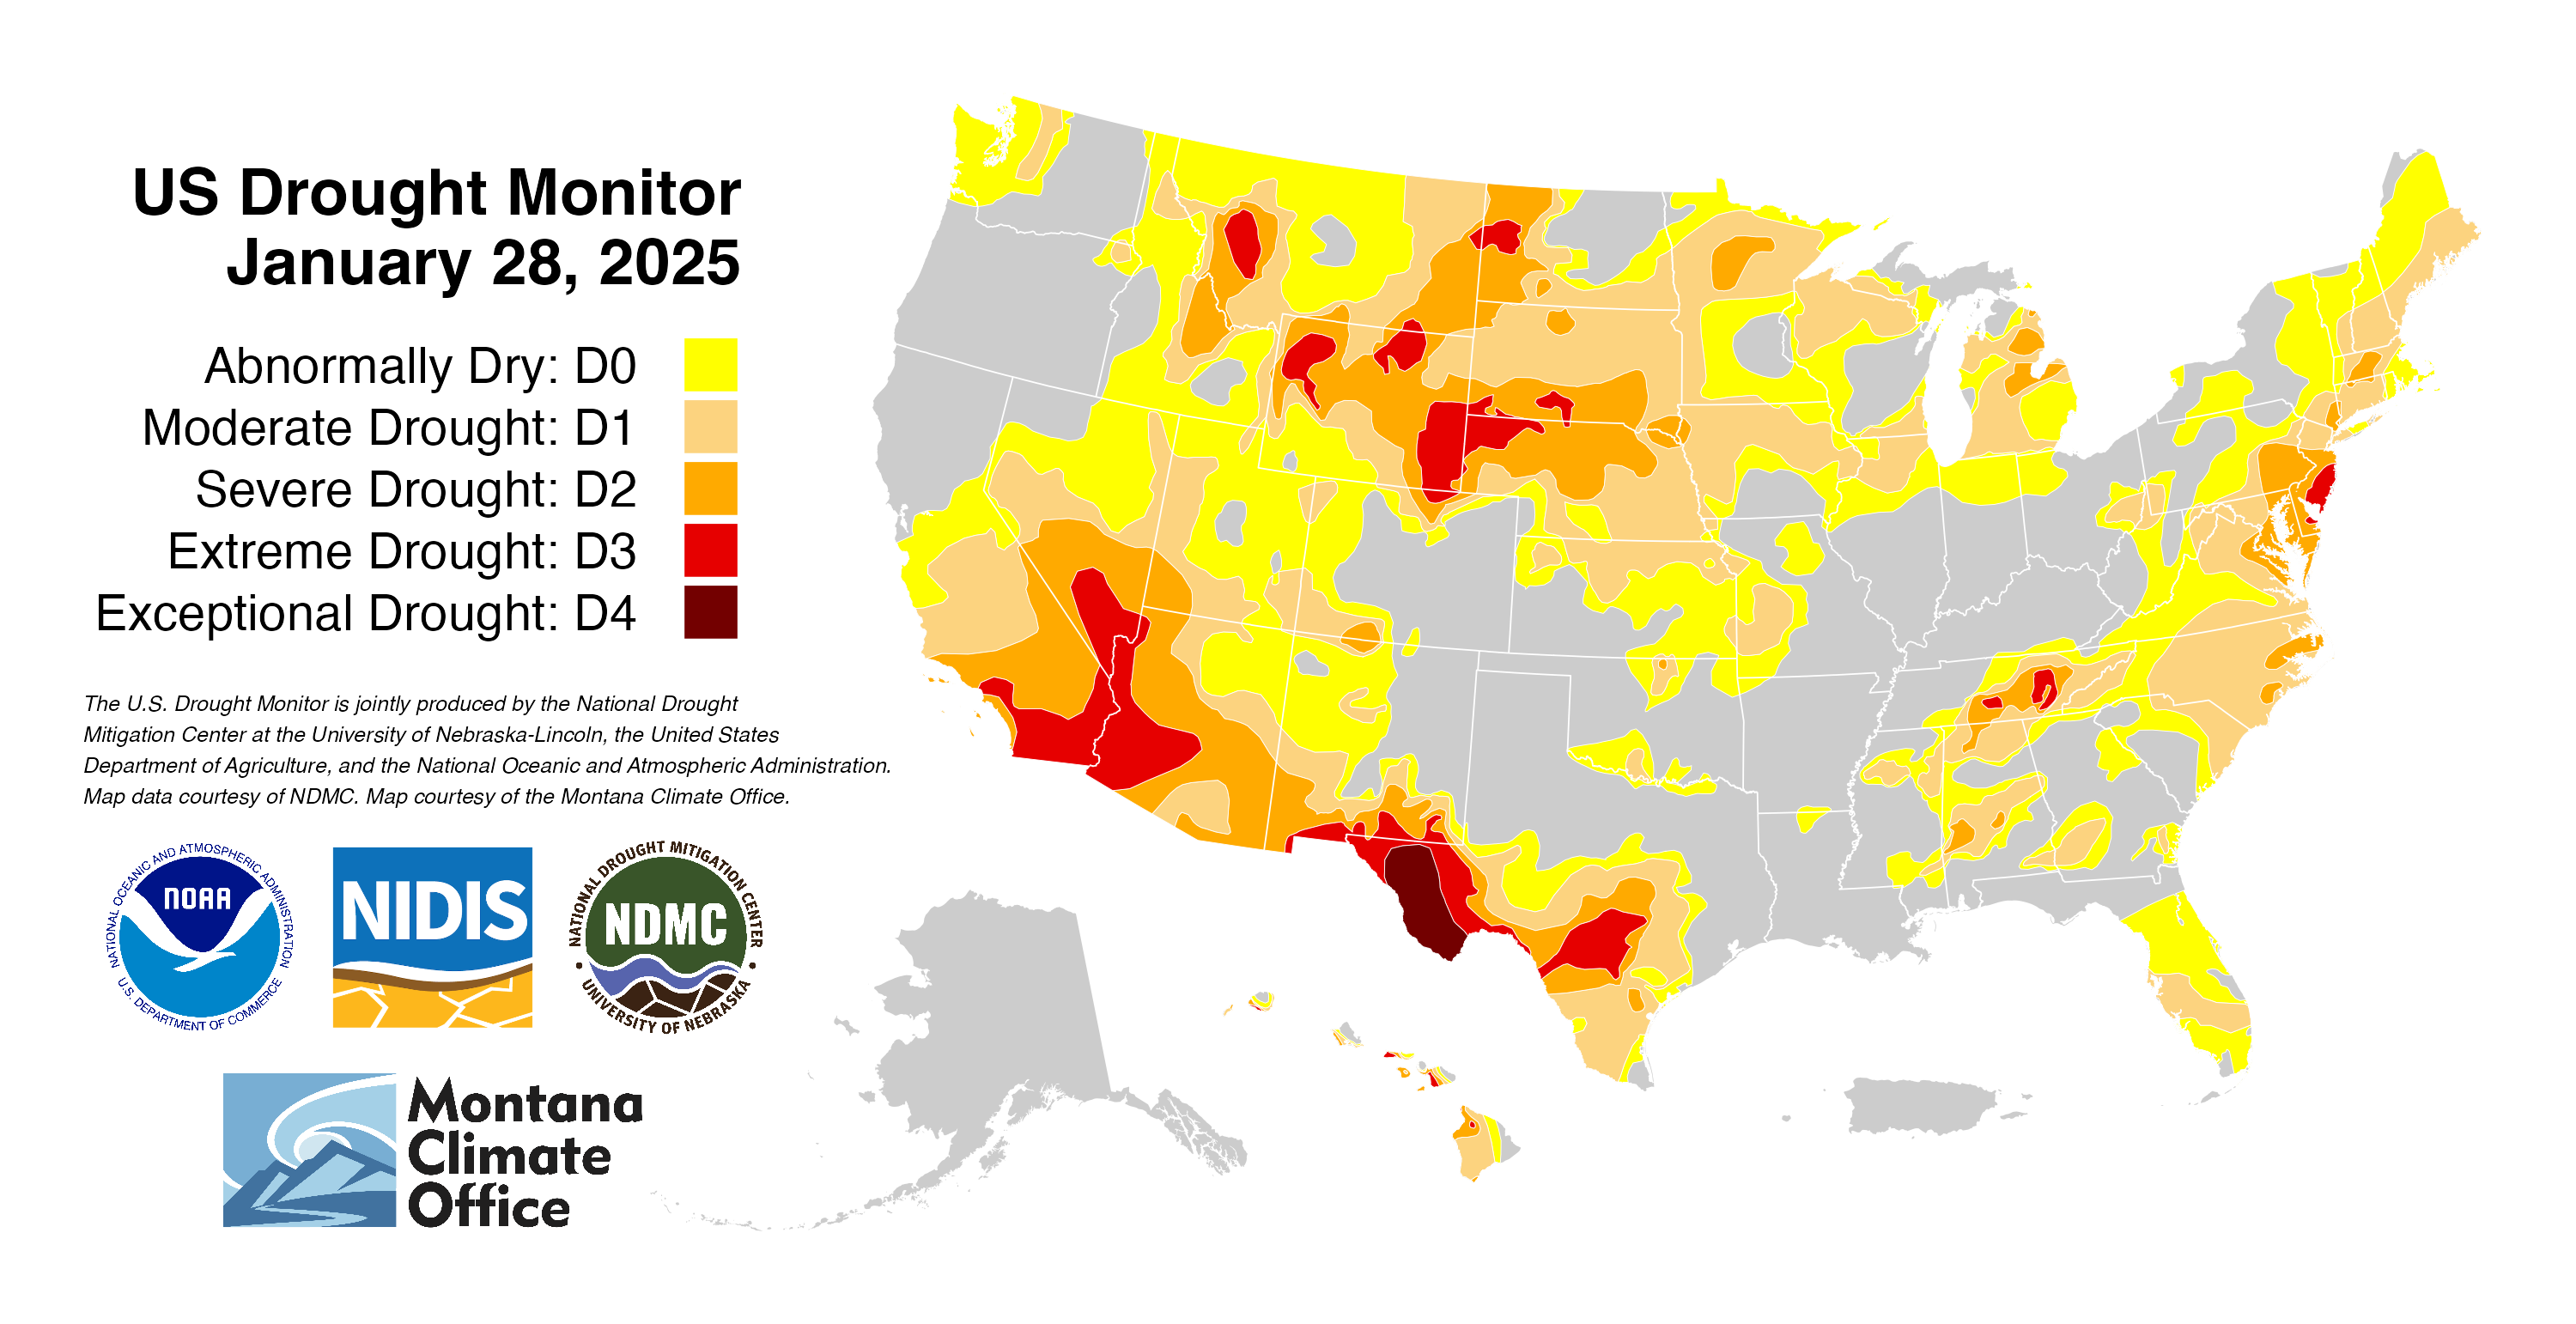 US Drought Monitor
January 28, 2025
Abnormally Dry: D0
Moderate Drought: D1
Severe Drought: D2
Extreme Drought: D3
Exceptional Drought: D4
The U.S. Drought Monitor is jointly produced by the National Drought
Mitigation Center at the University of Nebraska-Lincoln, the United States
Department of Agriculture, and the National Oceanic and Atmospheric Administration.
Map data courtesy of NDMC. Map courtesy of the Montana Climate Office.
NATIONAL OCEANIC AND ATMOSPHERIC ADMINISTRATION
NOAA
U.S. DEPARTMENT OF COMMERCE
NIDIS
NATIONAL DROUGHT MITIGATION CENTER
NDMC
UNIVERSITY OF NEBRASKA
Montana
Climate
Office